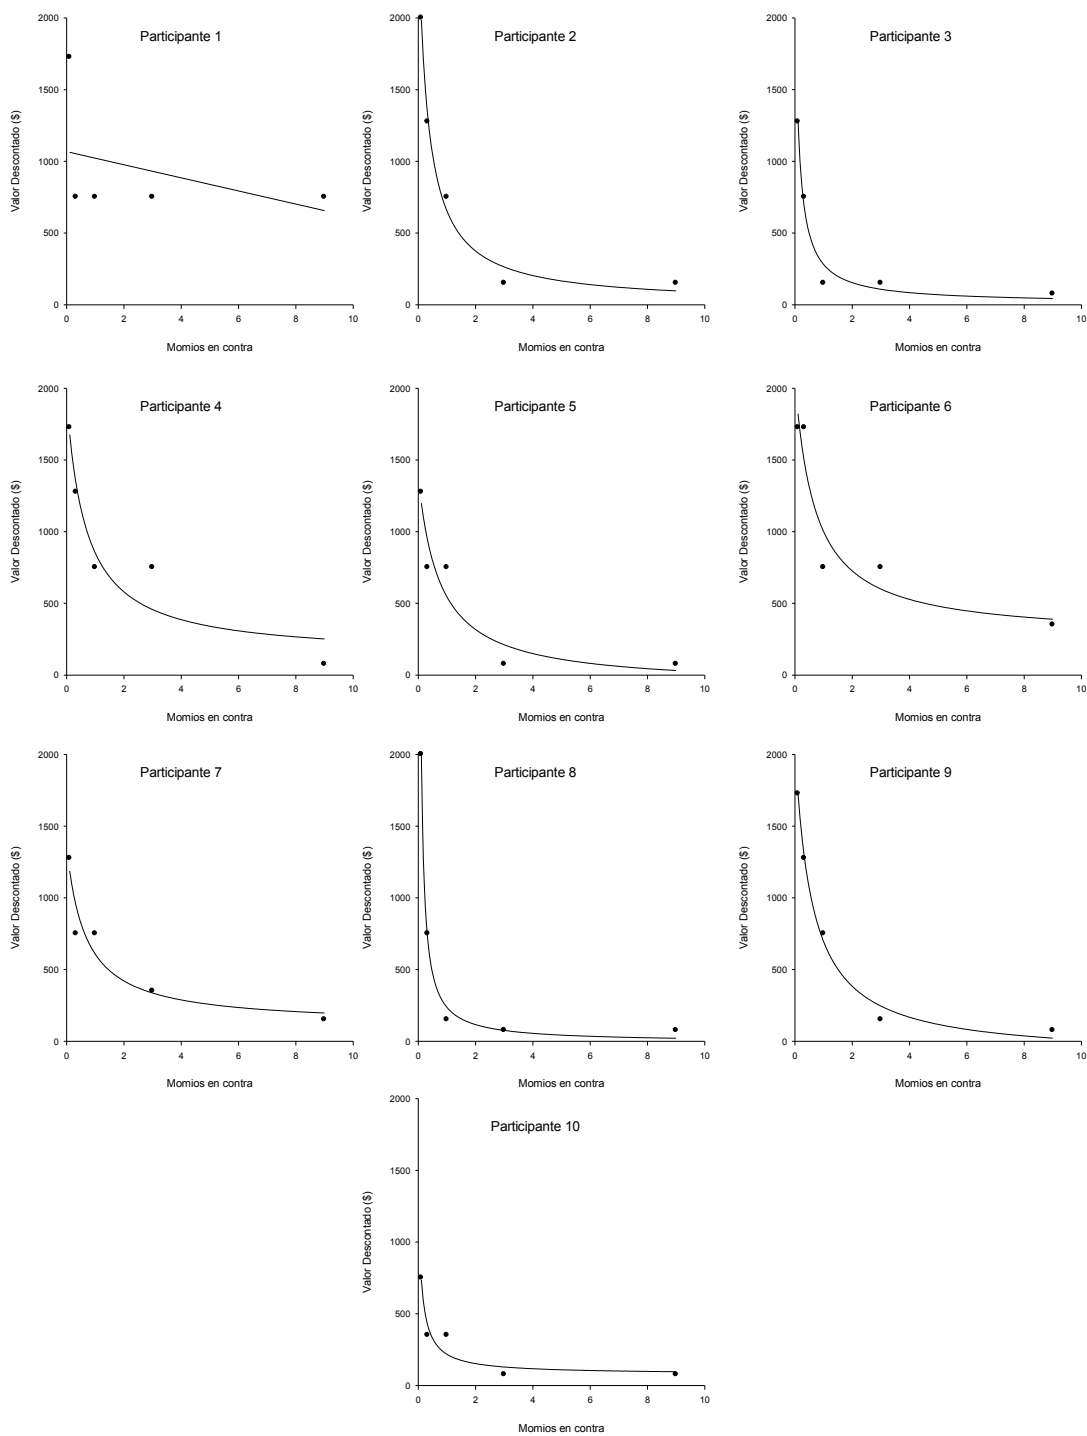 Participante 1
Valor Descontado ($)
2000
1500
1000
500
0
0 2 4 6 8 10
Momios en contra
Participante 2
Valor Descontado ($)
2000
1500
1000
500
0
0 2 4 6 8 10
Momios en contra
Participante 3
Valor Descontado ($)
2000
1500
1000
500
0
0 2 4 6 8 10
Momios en contra
Participante 4
Valor Descontado ($)
2000
1500
1000
500
0
0 2 4 6 8 10
Momios en contra
Participante 5
Valor Descontado ($)
2000
1500
1000
500
0
0 2 4 6 8 10
Momios en contra
Participante 6
Valor Descontado ($)
2000
1500
1000
500
0
0 2 4 6 8 10
Momios en contra
Participante 7
Valor Descontado ($)
2000
1500
1000
500
0
0 2 4 6 8 10
Momios en contra
Participante 8
Valor Descontado ($)
2000
1500
1000
500
0
0 2 4 6 8 10
Momios en contra
Participante 9
Valor Descontado ($)
2000
1500
1000
500
0
0 2 4 6 8 10
Momios en contra
Participante 10
Valor Descontado ($)
2000
1500
1000
500
0
0 2 4 6 8 10
Momios en contra